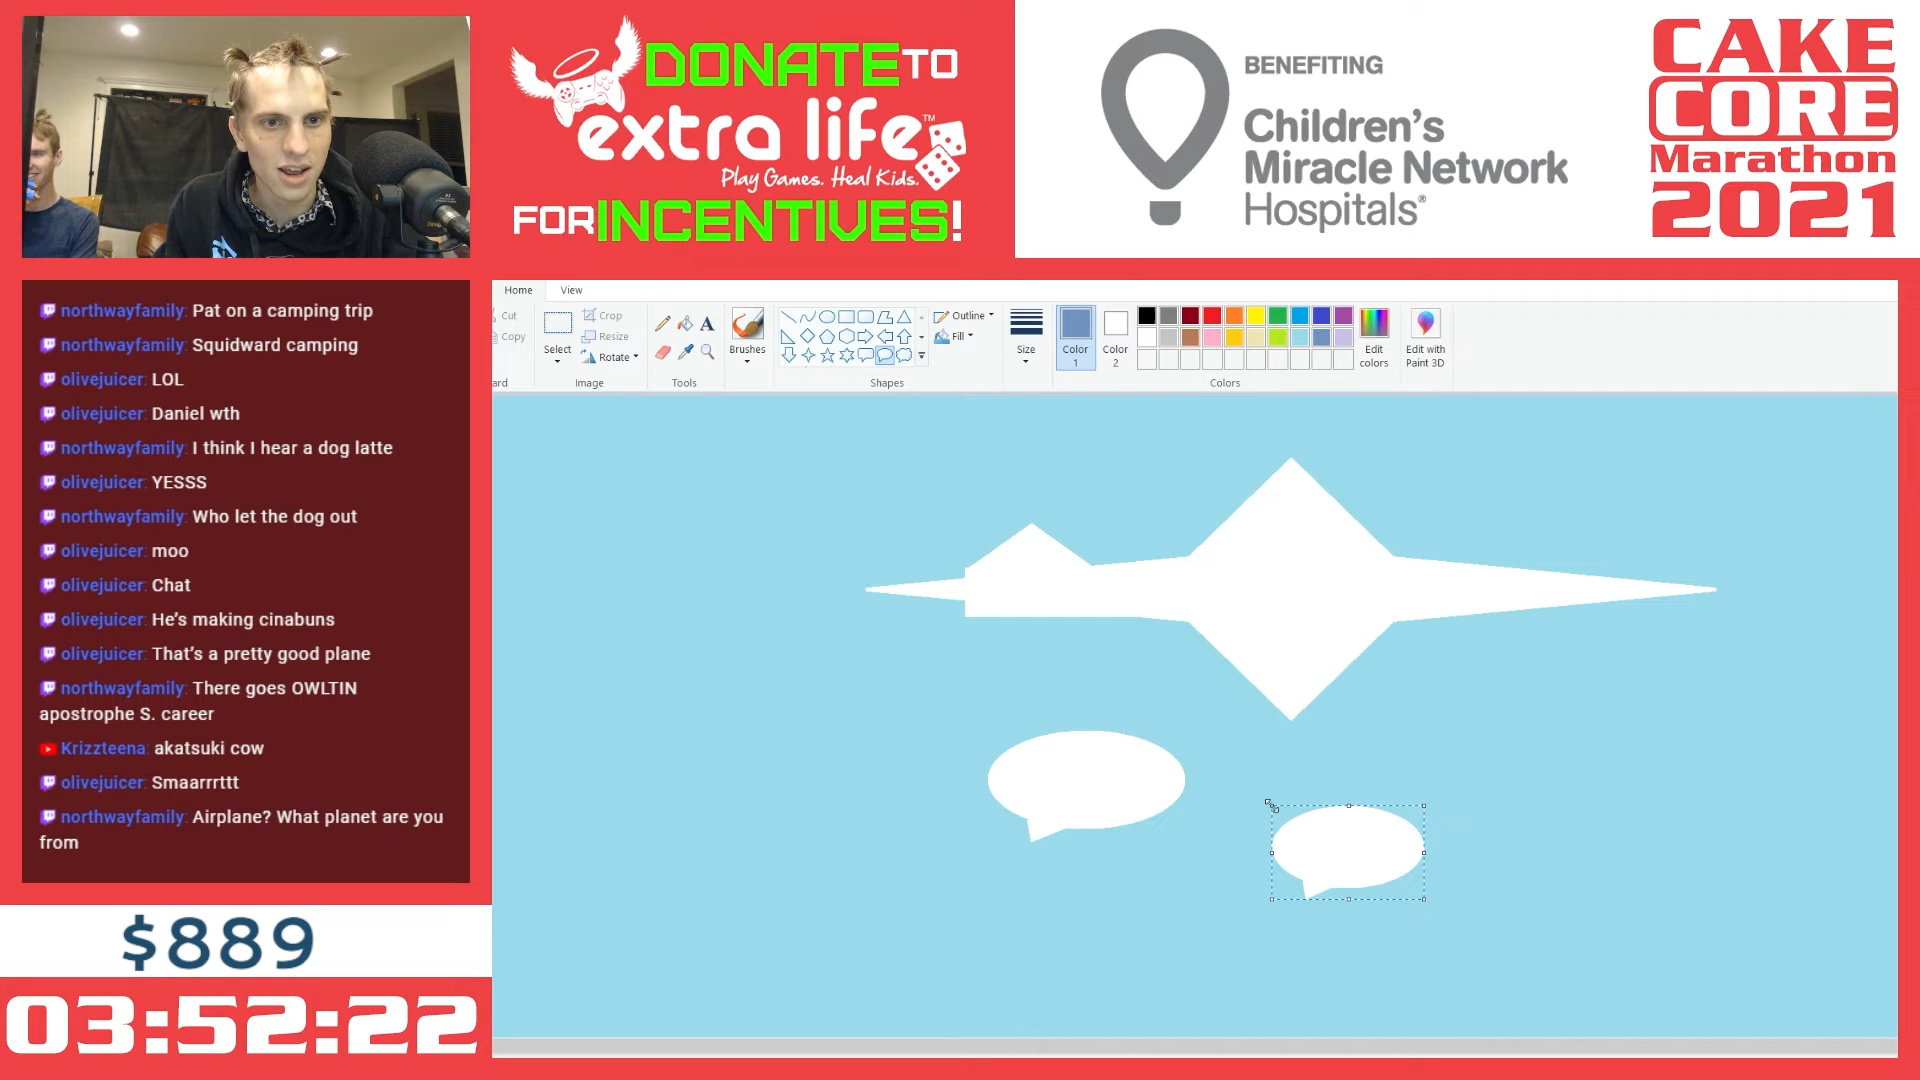 DONATE TO
extra life™
Play Games. Heal Kids.
FOR INCENTIVES!
BENEFITING
Children's
Miracle Network
Hospitals®
CAKE
CORE
Marathon
2021
northwayfamily: Pat on a camping trip
northwayfamily: Squidward camping
olivejuicer: LOL
olivejuicer: Daniel wth
northwayfamily: I think I hear a dog latte
olivejuicer: YESSS
northwayfamily: Who let the dog out
olivejuicer: moo
olivejuicer: Chat
olivejuicer: He's making cinabuns
olivejuicer: That's a pretty good plane
northwayfamily: There goes OWLTIN
apostrophe S. career
Krizzteena: akatsuki cow
olivejuicer: Smaarrrttt
northwayfamily: Airplane? What planet are you
from
$889
03:52:22
Home View
Cut
Copy
ard
Select
Crop
Resize
Rotate
Image
A
Tools
Brushes
Outline
Fill
Shapes
Size
Color
1
Color
2
Edit
colors
Colors
Edit with
Paint 3D